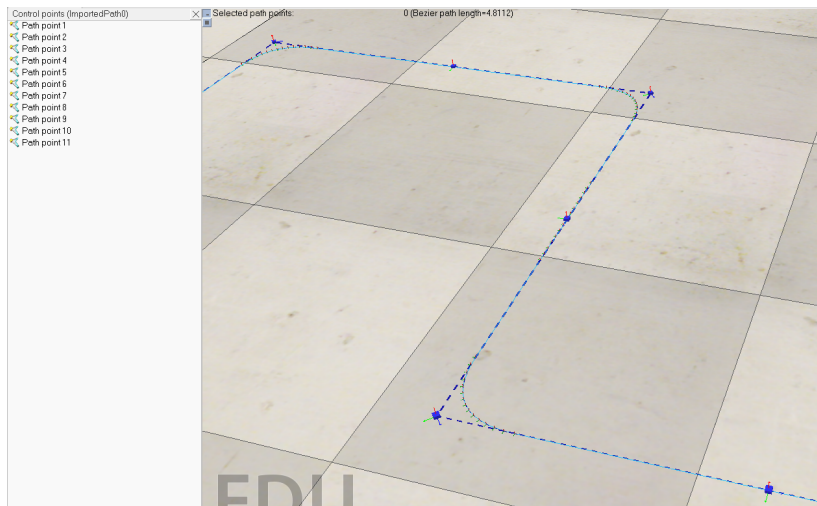 Control points (ImportedPath0)
Path point 1
Path point 2
Path point 3
Path point 4
Path point 5
Path point 6
Path point 7
Path point 8
Path point 9
Path point 10
Path point 11
Selected path points: 0 (Bezier path length=4.8112)
EDU